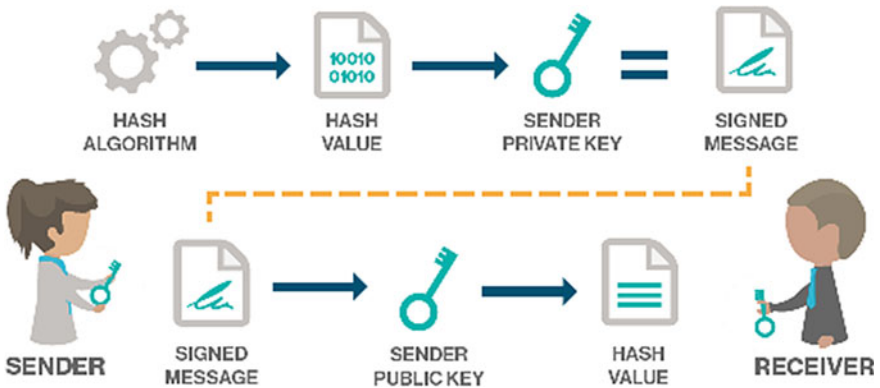 10010
01010
HASH
ALGORITHM
HASH
VALUE
SENDER
PRIVATE KEY
SIGNED
MESSAGE
SENDER
SIGNED
MESSAGE
SENDER
PUBLIC KEY
HASH
VALUE
RECEIVER